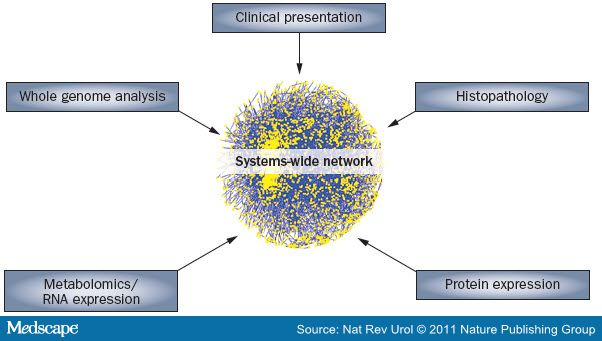 Clinical presentation
Whole genome analysis
Histopathology
Systems-wide network
Metabolomics/
RNA expression
Protein expression
Medscape
Source: Nat Rev Urol © 2011 Nature Publishing Group